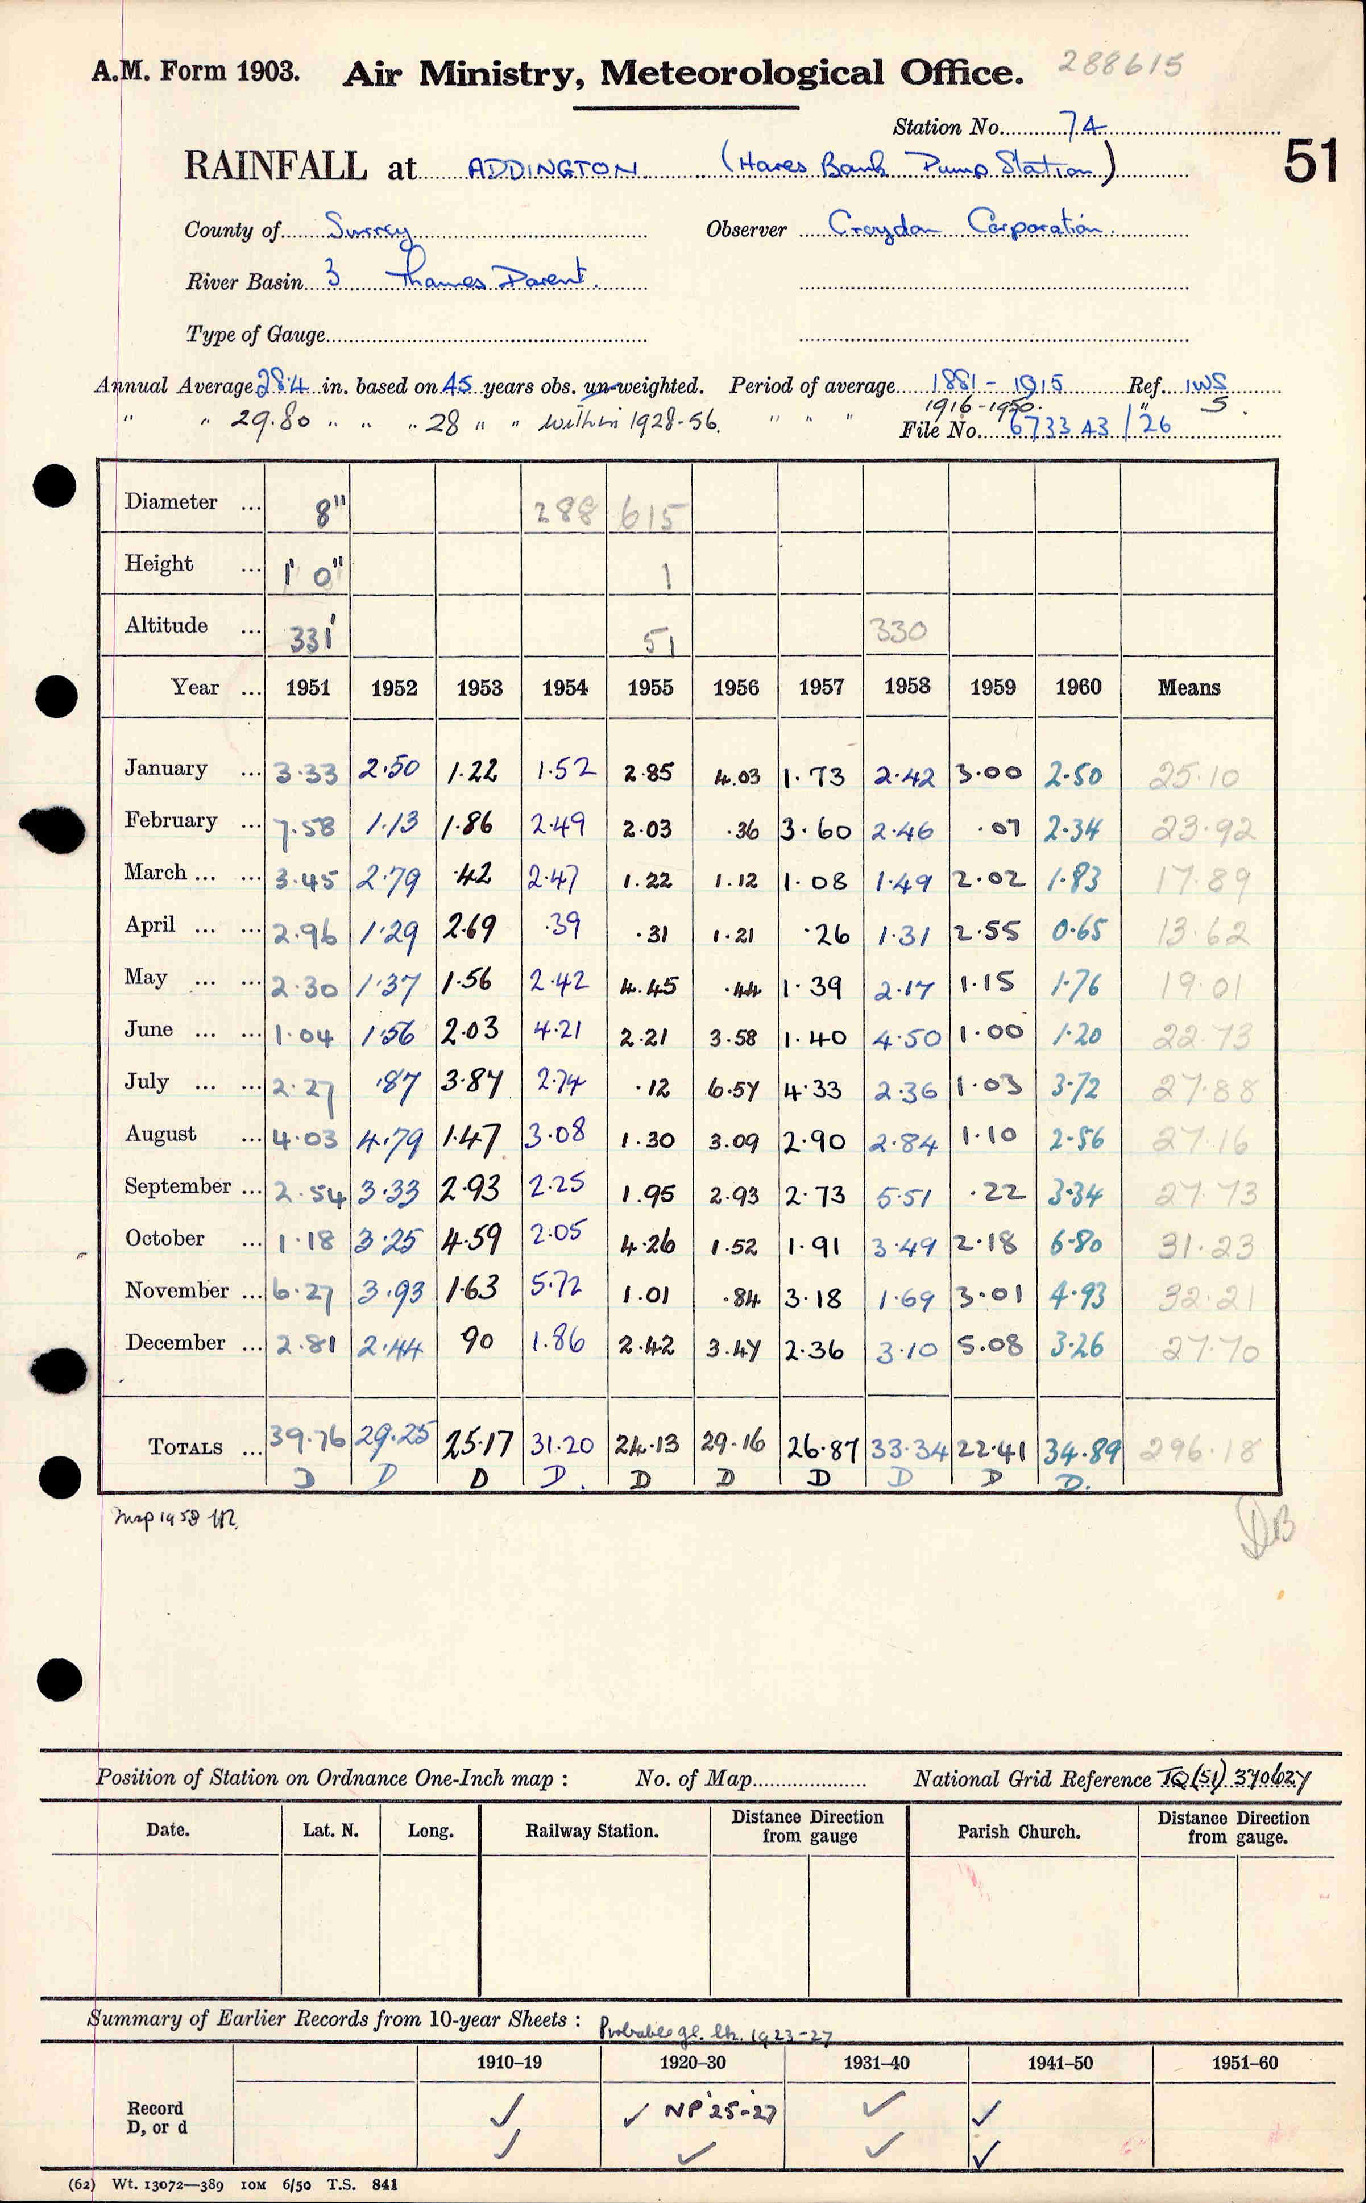 A.M. Form 1903. Air Ministry, Meteorological Office. 288615
Station No. 74
RAINFALL at ADDINGTON (Hares Bank Pump Station) 51
County of Surrey Observer Croydon Corporation.
River Basin 3 Thames Darent.
Type of Gauge
Annual Average 28.4 in. based on 45 years obs. un-weighted. Period of average 1881-1915 Ref. IWS
" " 29.80 " " " 28 " " within 1928-56. " " " 1916-1950. " S.
File No. 6733 A3/26
Diameter ... 8" 288 615
Height ... 1' 0" 1
Altitude ... 331' 51 330
Year ... 1951 1952 1953 1954 1955 1956 1957 1958 1959 1960 Means
January ... 3.33 2.50 1.22 1.52 2.85 4.03 1.73 2.42 3.00 2.50 25.10
February ... 7.58 1.13 1.86 2.49 2.03 .36 3.60 2.46 .07 2.34 23.92
March ... ... 3.45 2.79 .42 2.47 1.22 1.12 1.08 1.49 2.02 1.83 17.89
April ... ... 2.96 1.29 2.69 .39 .31 1.21 .26 1.31 2.55 0.65 13.62
May ... ... 2.30 1.37 1.56 2.42 4.45 .44 1.39 2.17 1.15 1.76 19.01
June ... ... 1.04 1.56 2.03 4.21 2.21 3.58 1.40 4.50 1.00 1.20 22.73
July ... ... 2.27 .87 3.87 2.74 .12 6.57 4.33 2.36 1.03 3.72 27.88
August ... 4.03 4.79 1.47 3.08 1.30 3.09 2.90 2.84 1.10 2.56 27.16
September ... 2.54 3.33 2.93 2.25 1.95 2.93 2.73 5.51 .22 3.34 27.73
October ... 1.18 3.25 4.59 2.05 4.26 1.52 1.91 3.49 2.18 6.80 31.23
November ... 6.27 3.93 1.63 5.72 1.01 .84 3.18 1.69 3.01 4.93 32.21
December ... 2.81 2.44 90 1.86 2.42 3.47 2.36 3.10 5.08 3.26 27.70
TOTALS ... 39.76 29.25 25.17 31.20 24.13 29.16 26.87 33.34 22.41 34.89 296.18
D D D D. D D D D D D.
Map 1958
DB
Position of Station on Ordnance One-Inch map : No. of Map National Grid Reference TQ(51) 370627
Date. Lat. N. Long. Railway Station. Distance from gauge Direction Parish Church. Distance from gauge. Direction
Summary of Earlier Records from 10-year Sheets : Probable gl. 1923-27
1910-19 1920-30 1931-40 1941-50 1951-60
Record ✓ ✓ NP '25-'27 ✓ ✓
D, or d ✓ ✓ ✓ ✓
(62) Wt. 13072—389 10M 6/50 T.S. 841